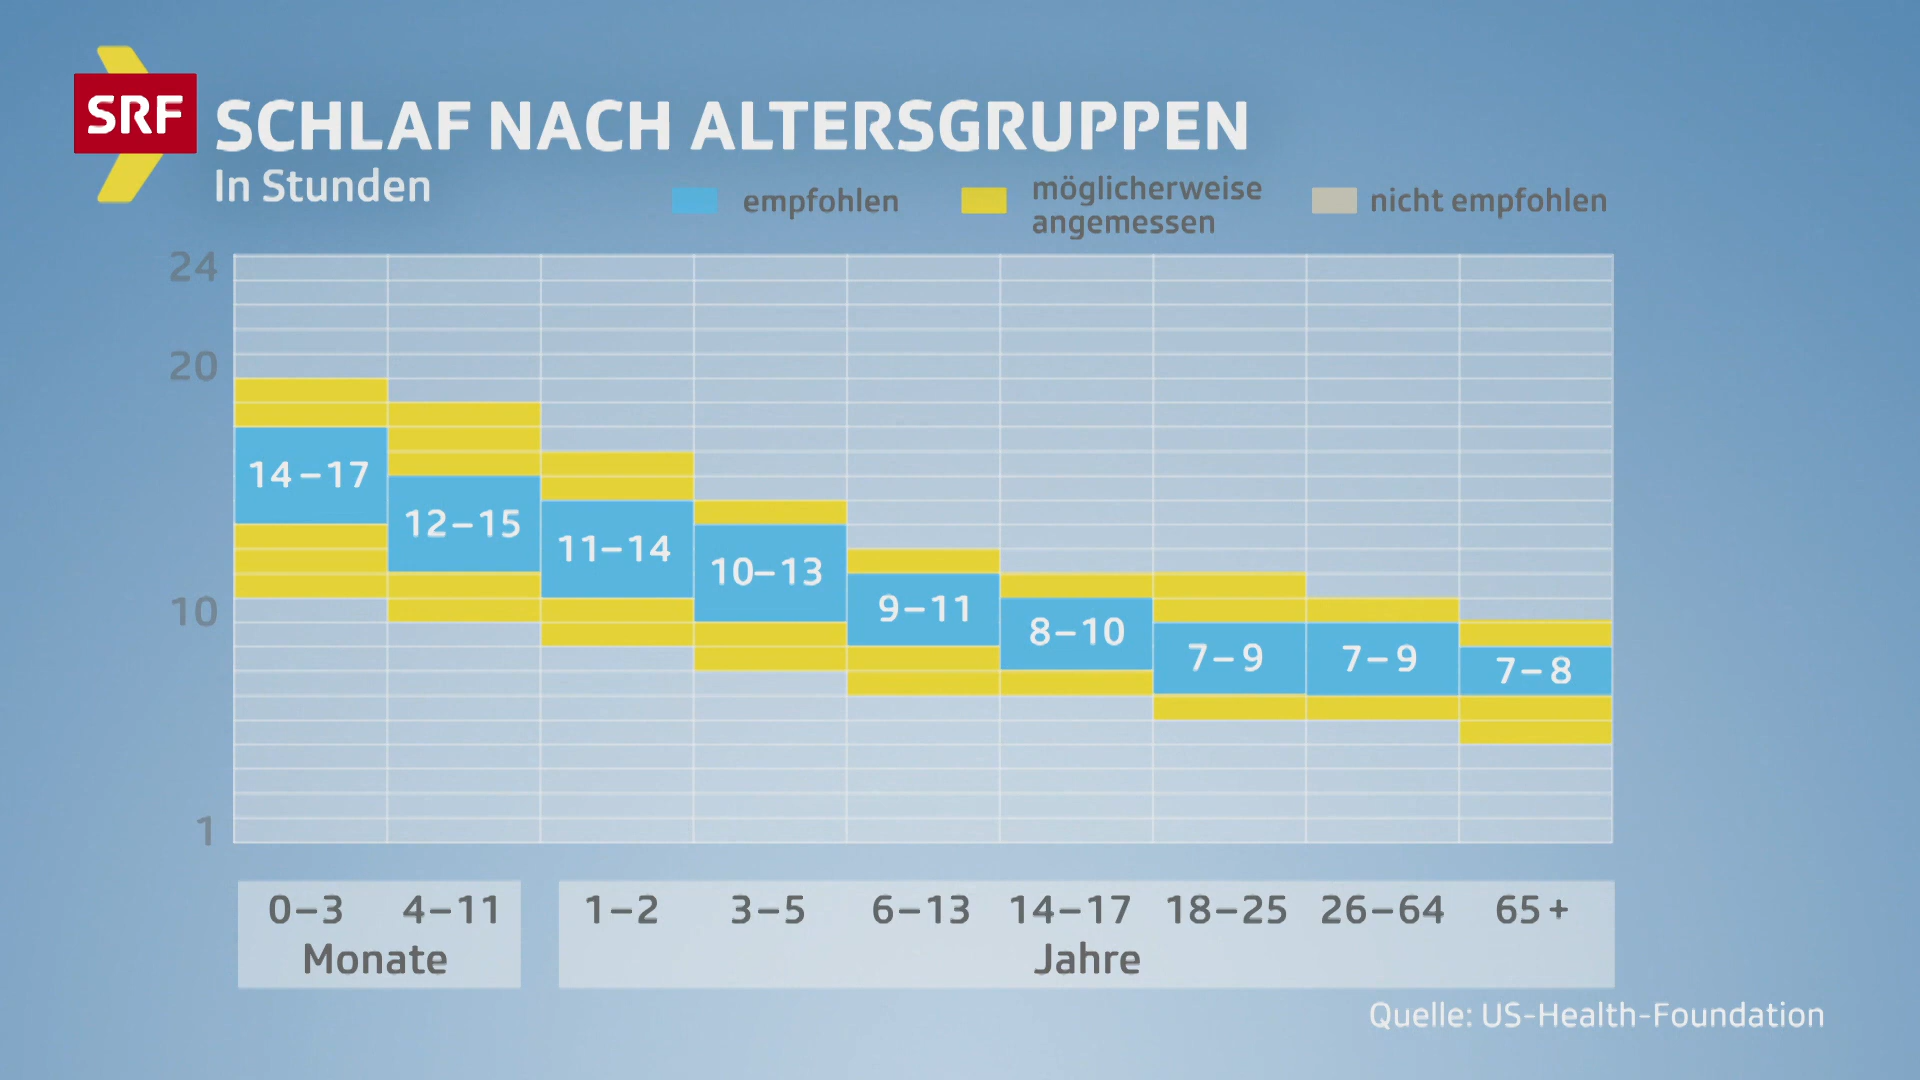 SRF
SCHLAF NACH ALTERSGRUPPEN
In Stunden
empfohlen
möglicherweise
angemessen
nicht empfohlen
24
20
10
1
14–17
12–15
11–14
10–13
9–11
8–10
7–9
7–9
7–8
0–3 4–11
Monate
1–2 3–5 6–13 14–17 18–25 26–64 65+
Jahre
Quelle: US-Health-Foundation